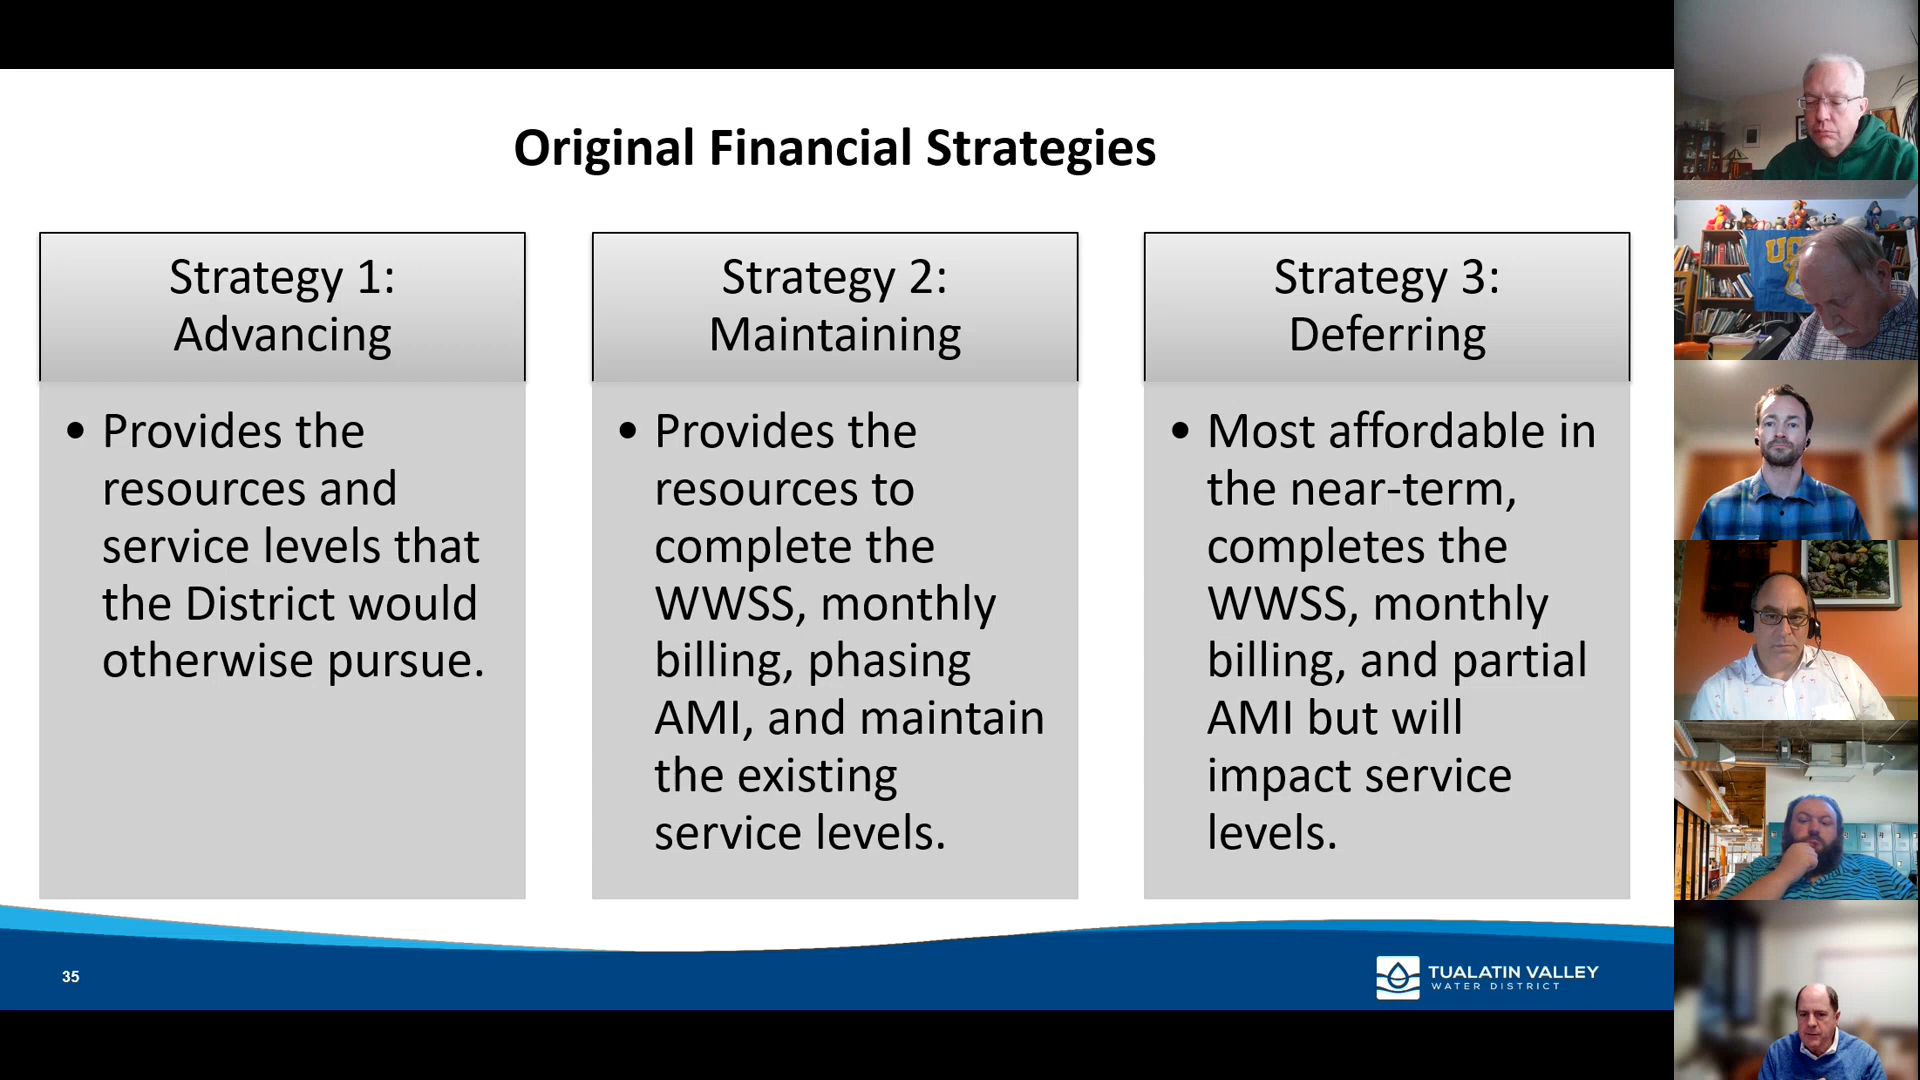 Original Financial Strategies
Strategy 1:
Advancing
• Provides the
resources and
service levels that
the District would
otherwise pursue.
Strategy 2:
Maintaining
• Provides the
resources to
complete the
WWSS, monthly
billing, phasing
AMI, and maintain
the existing
service levels.
Strategy 3:
Deferring
• Most affordable in
the near-term,
completes the
WWSS, monthly
billing, and partial
AMI but will
impact service
levels.
35
TUALATIN VALLEY
WATER DISTRICT